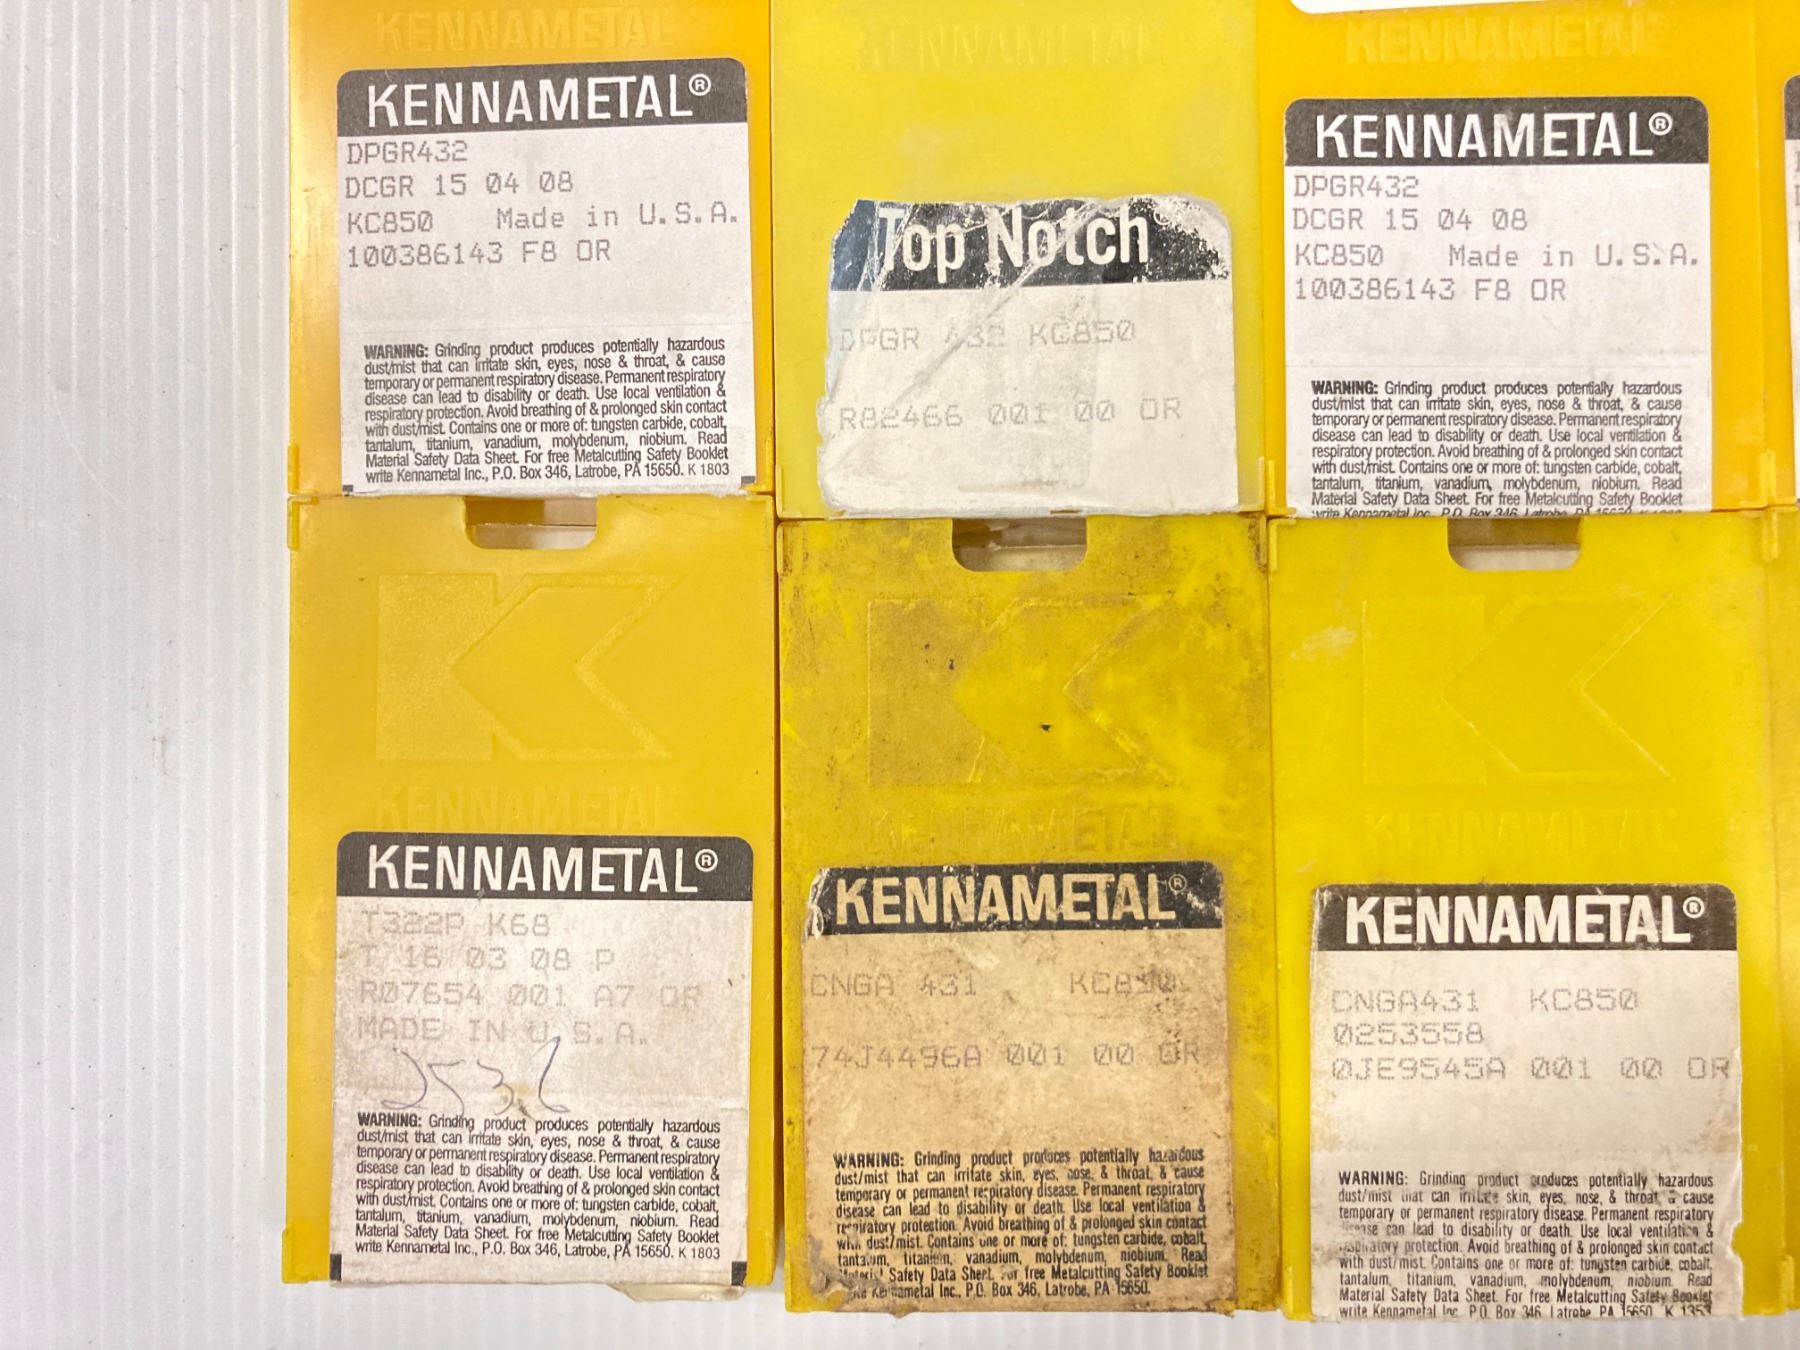 KENNAMETAL
KENNAMETAL®
DPGR432
DCGR 15 04 08
KC850 Made in U.S.A.
100386143 F8 OR
WARNING: Grinding product produces potentially hazardous
dust/mist that can irritate skin, eyes, nose & throat, & cause
temporary or permanent respiratory disease. Permanent respiratory
disease can lead to disability or death. Use local ventilation &
respiratory protection. Avoid breathing of & prolonged skin contact
with dust/mist. Contains one or more of: tungsten carbide, cobalt,
tantalum, titanium, vanadium, molybdenum, niobium. Read
Material Safety Data Sheet. For free Metalcutting Safety Booklet
write Kennametal Inc., P.O. Box 346, Latrobe, PA 15650. K 1803
KENNAMETAL
Top Notch®
DPGR 432 KC850
R82466 001 00 OR
KENNAMETAL
KENNAMETAL®
DPGR432
DCGR 15 04 08
KC850 Made in U.S.A.
100386143 F8 OR
WARNING: Grinding product produces potentially hazardous
dust/mist that can irritate skin, eyes, nose & throat, & cause
temporary or permanent respiratory disease. Permanent respiratory
disease can lead to disability or death. Use local ventilation &
respiratory protection. Avoid breathing of & prolonged skin contact
with dust/mist. Contains one or more of: tungsten carbide, cobalt,
tantalum, titanium, vanadium, molybdenum, niobium. Read
Material Safety Data Sheet. For free Metalcutting Safety Booklet
write Kennametal Inc., P.O. Box 346, Latrobe, PA 15650.
KENNAMETAL
KENNAMETAL®
T322P K68
T 16 03 08 P
R07654 001 A7 OR
MADE IN U.S.A.
WARNING: Grinding product produces potentially hazardous
dust/mist that can irritate skin, eyes, nose & throat, & cause
temporary or permanent respiratory disease. Permanent respiratory
disease can lead to disability or death. Use local ventilation &
respiratory protection. Avoid breathing of & prolonged skin contact
with dust/mist. Contains one or more of: tungsten carbide, cobalt,
tantalum, titanium, vanadium, molybdenum, niobium. Read
Material Safety Data Sheet. For free Metalcutting Safety Booklet
write Kennametal Inc., P.O. Box 346, Latrobe, PA 15650. K 1803
KENNAMETAL
KENNAMETAL®
CNGA 431
74J4496A 001 00 OR
WARNING: Grinding product produces potentially hazardous
dust/mist that can irritate skin, eyes, nose, & throat, & cause
temporary or permanent respiratory disease. Permanent respiratory
disease can lead to disability or death. Use local ventilation &
respiratory protection. Avoid breathing of & prolonged skin contact
with dust/mist. Contains one or more of: tungsten carbide, cobalt,
tantalum, titanium, vanadium, molybdenum, niobium. Read
Material Safety Data Sheet. For free Metalcutting Safety Booklet
Kennametal Inc., P.O. Box 346, Latrobe, PA 15650.
KENNAMETAL
KENNAMETAL®
CNGA431 KC850
0253558
0JE9545A 001 00 OR
WARNING: Grinding product produces potentially hazardous
dust/mist that can irritate skin, eyes, nose, & throat, & cause
temporary or permanent respiratory disease. Permanent respiratory
disease can lead to disability or death. Use local ventilation &
respiratory protection. Avoid breathing of & prolonged skin contact
with dust/mist. Contains one or more of: tungsten carbide, cobalt,
tantalum, titanium, vanadium, molybdenum, niobium. Read
Material Safety Data Sheet. For free Metalcutting Safety Booklet
write Kennametal Inc., P.O. Box 346, Latrobe, PA 15650. K 1353